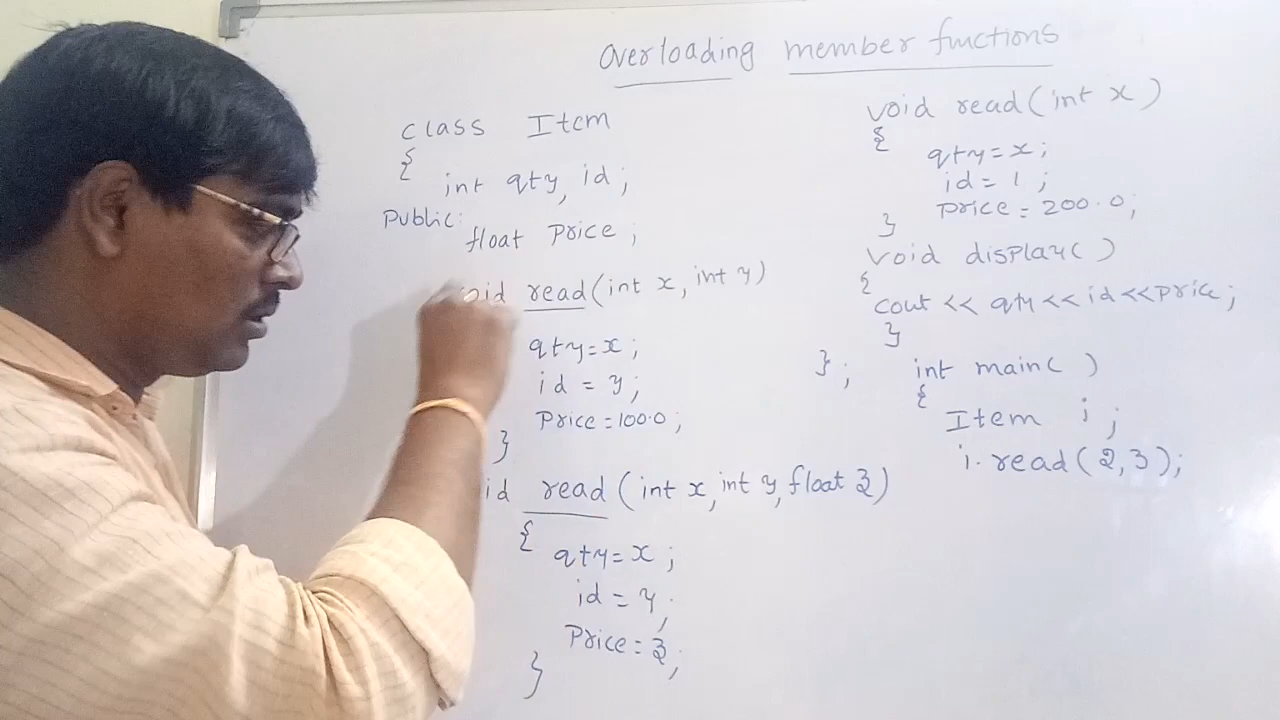 Overloading member functions
class Item
{
int qty, id;
Public:
float Price;
void read(int x, int y)
qty=x;
id = y;
Price=100.0;
}
id read (int x, int y, float z)
{
qty=x;
id = y;
Price=z;
}
void read(int x)
{
qty=x;
id = 1;
Price=200.0;
}
void display()
{
cout << qty << id << price;
}
};
int main()
{
Item i;
i.read(2,3);